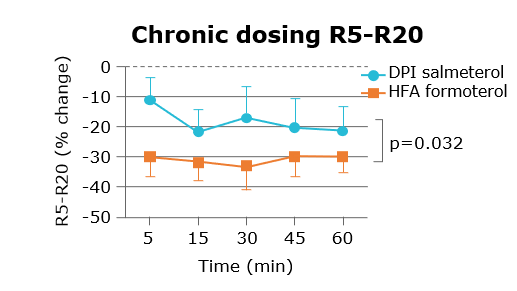 Chronic dosing R5-R20
R5-R20 (% change)
0
-10
-20
-30
-40
-50
5 15 30 45 60
Time (min)
DPI salmeterol
HFA formoterol
p=0.032